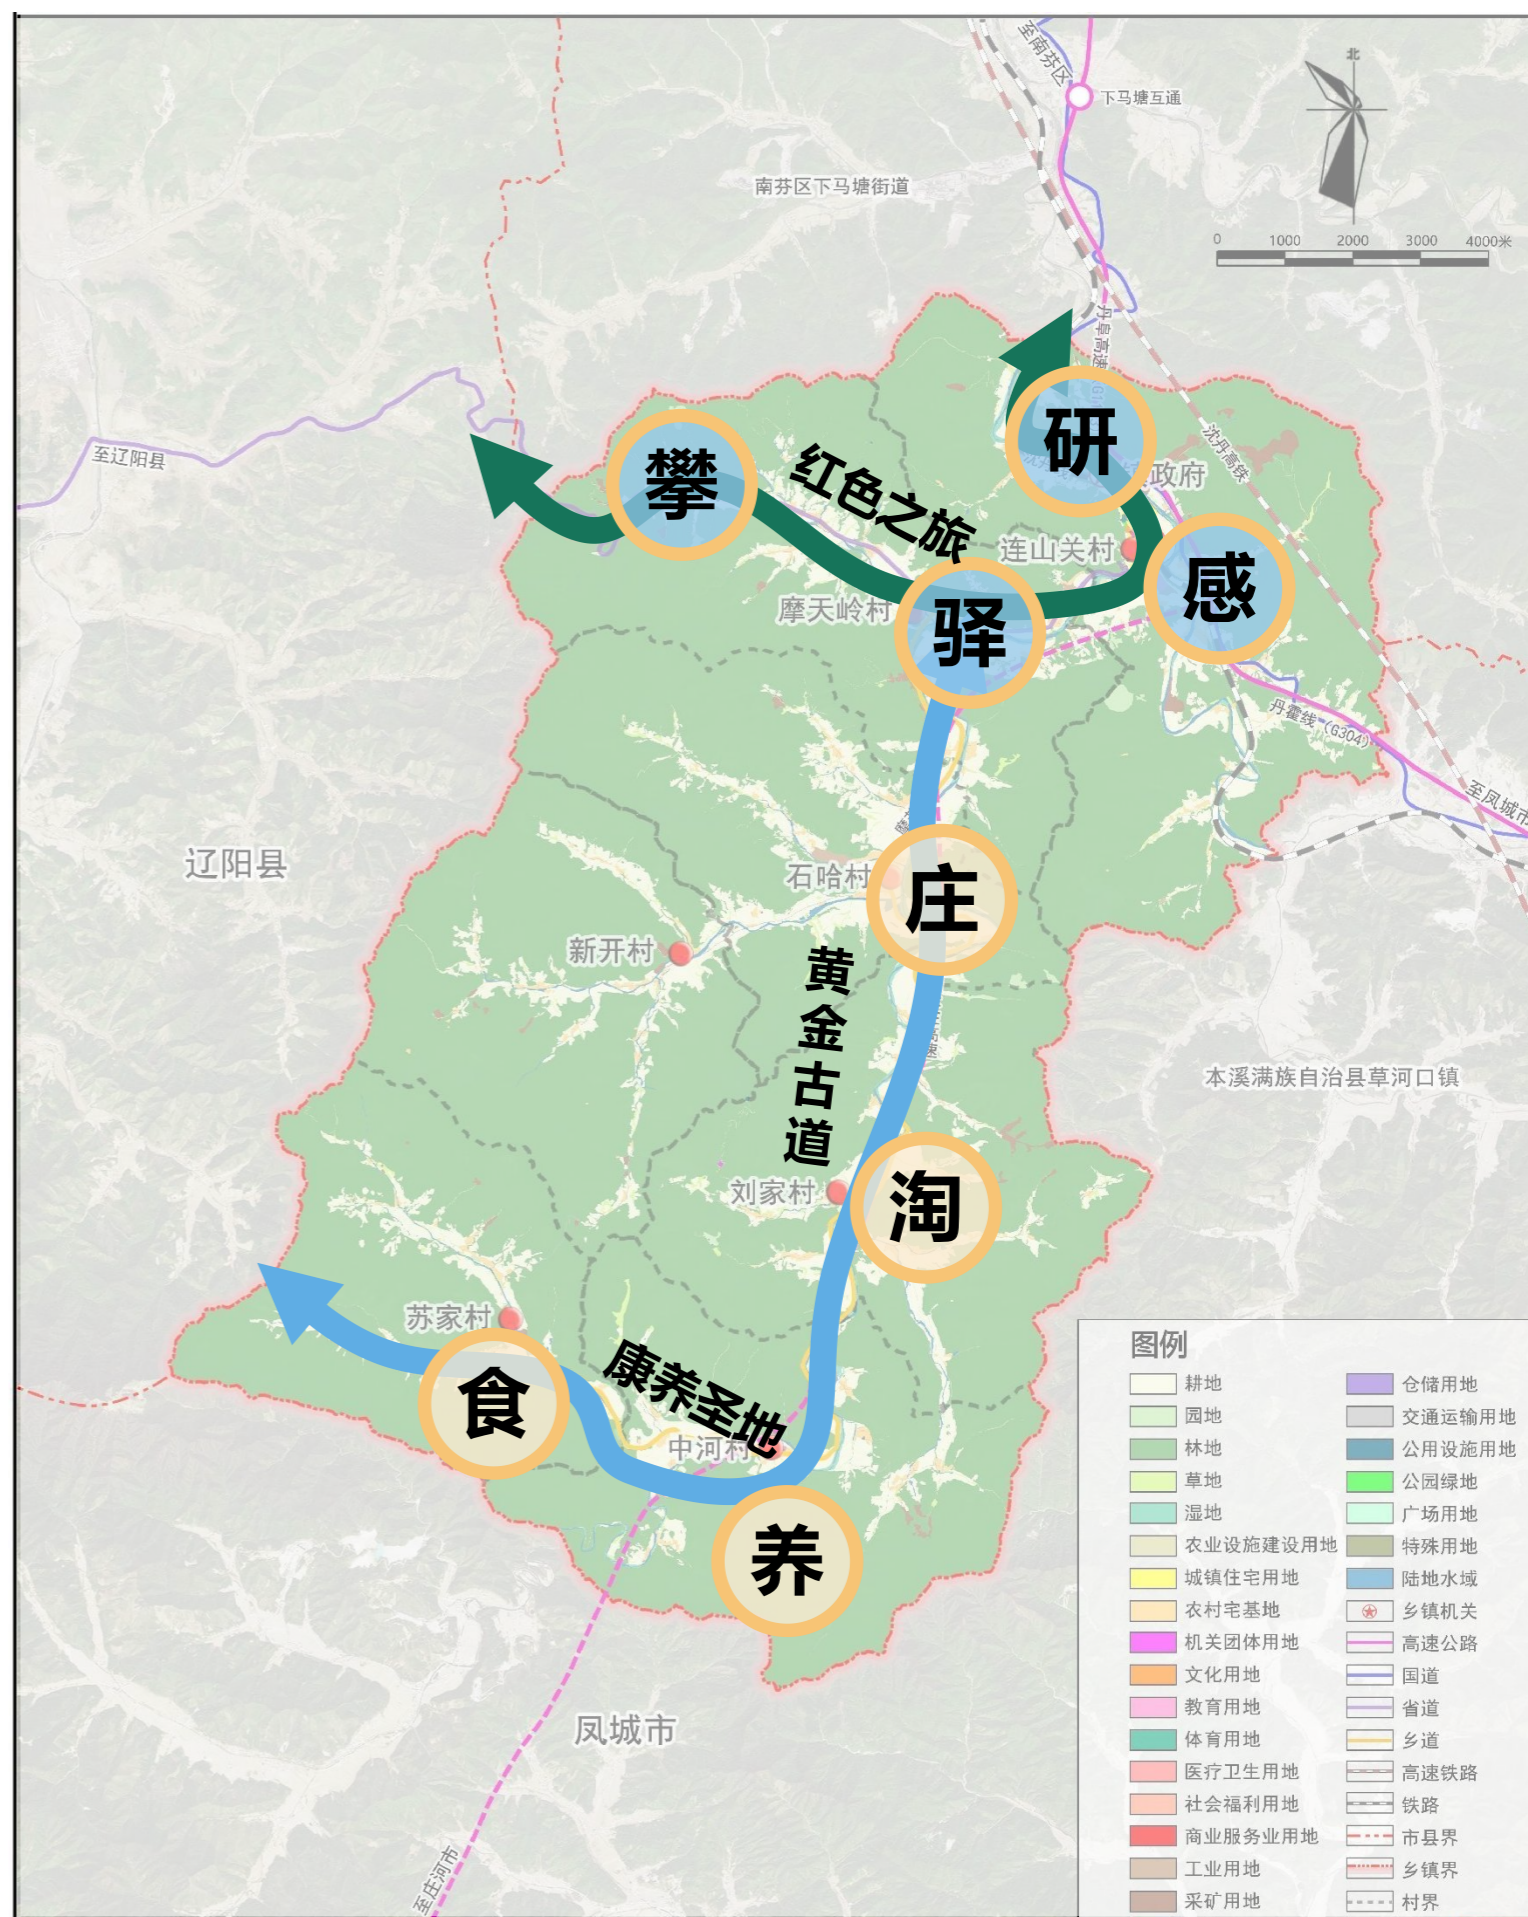 至南芬区
北
下马塘互通
南芬区下马塘街道
0 1000 2000 3000 4000米
丹阜高速
研
沈丹高铁
至辽阳县
攀
红色之旅
政府
连山关村
感
摩天岭村
驿
丹霍线（G304）
至凤城市
辽阳县
石哈村
庄
新开村
黄金古道
高速
本溪满族自治县草河口镇
刘家村
淘
苏家村
食
康养圣地
中河村
养
凤城市
至庄河市
图例
耕地
园地
林地
草地
湿地
农业设施建设用地
城镇住宅用地
农村宅基地
机关团体用地
文化用地
教育用地
体育用地
医疗卫生用地
社会福利用地
商业服务业用地
工业用地
采矿用地
仓储用地
交通运输用地
公用设施用地
公园绿地
广场用地
特殊用地
陆地水域
乡镇机关
高速公路
国道
省道
乡道
高速铁路
铁路
市县界
乡镇界
村界